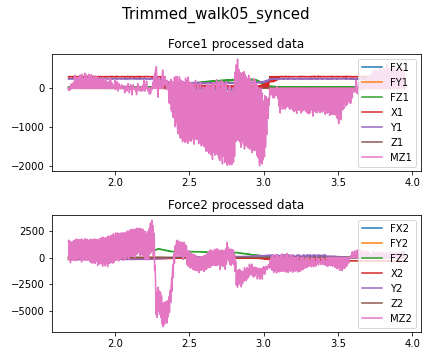 Trimmed_walk05_synced
Force1 processed data
0
−1000
−2000
FX1
FY1
FZ1
X1
Y1
Z1
MZ1
2.0 2.5 3.0 3.5 4.0
Force2 processed data
2500
0
−2500
−5000
FX2
FY2
FZ2
X2
Y2
Z2
MZ2
2.0 2.5 3.0 3.5 4.0